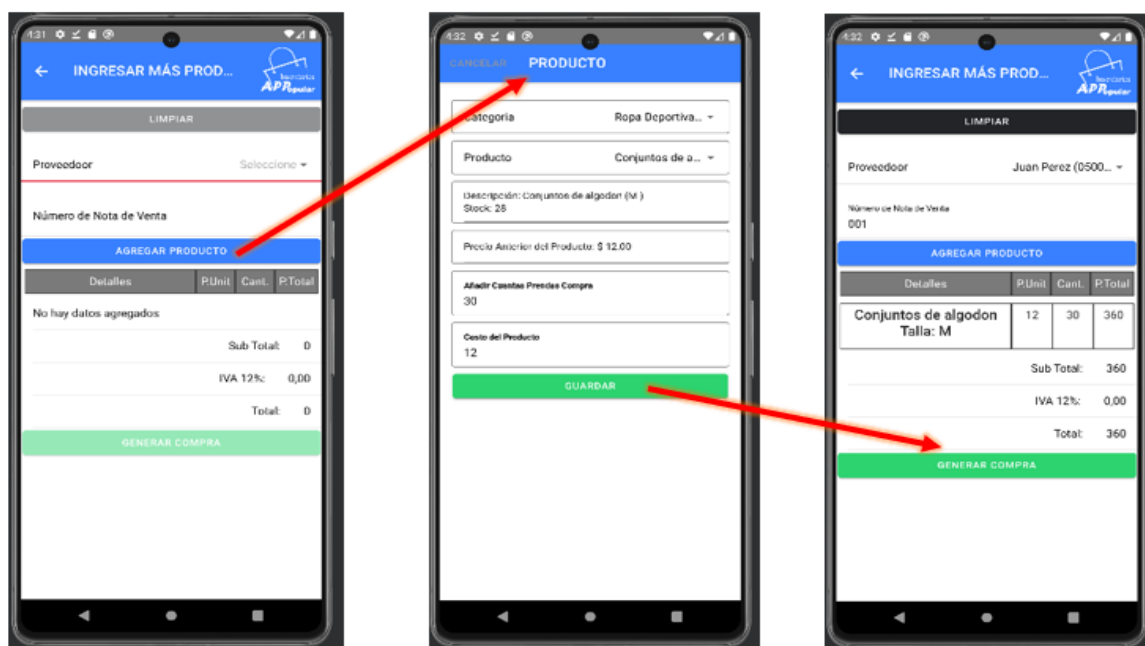 4:31
INGRESAR MÁS PROD...
APPopular
LIMPIAR
Proveedoor
Seleccione
Número de Nota de Venta
AGREGAR PRODUCTO
Detalles P.Unit Cant. P.Total
No hay datos agregados
Sub Total: 0
IVA 12%: 0,00
Total: 0
GENERAR COMPRA
4:32
CANCELAR PRODUCTO
Categoria Ropa Deportiva...
Producto Conjuntos de a...
Descripción: Conjuntos de algodon (M )
Stock: 28
Precio Anterior del Producto: $ 12.00
Añadir Cuantas Prendas Compra
30
Costo del Producto
12
GUARDAR
4:32
INGRESAR MÁS PROD...
APPopular
LIMPIAR
Proveedoor Juan Perez (0500...
Número de Nota de Venta
001
AGREGAR PRODUCTO
Detalles P.Unit Cant. P.Total
Conjuntos de algodon 12 30 360
Talla: M
Sub Total: 360
IVA 12%: 0,00
Total: 360
GENERAR COMPRA